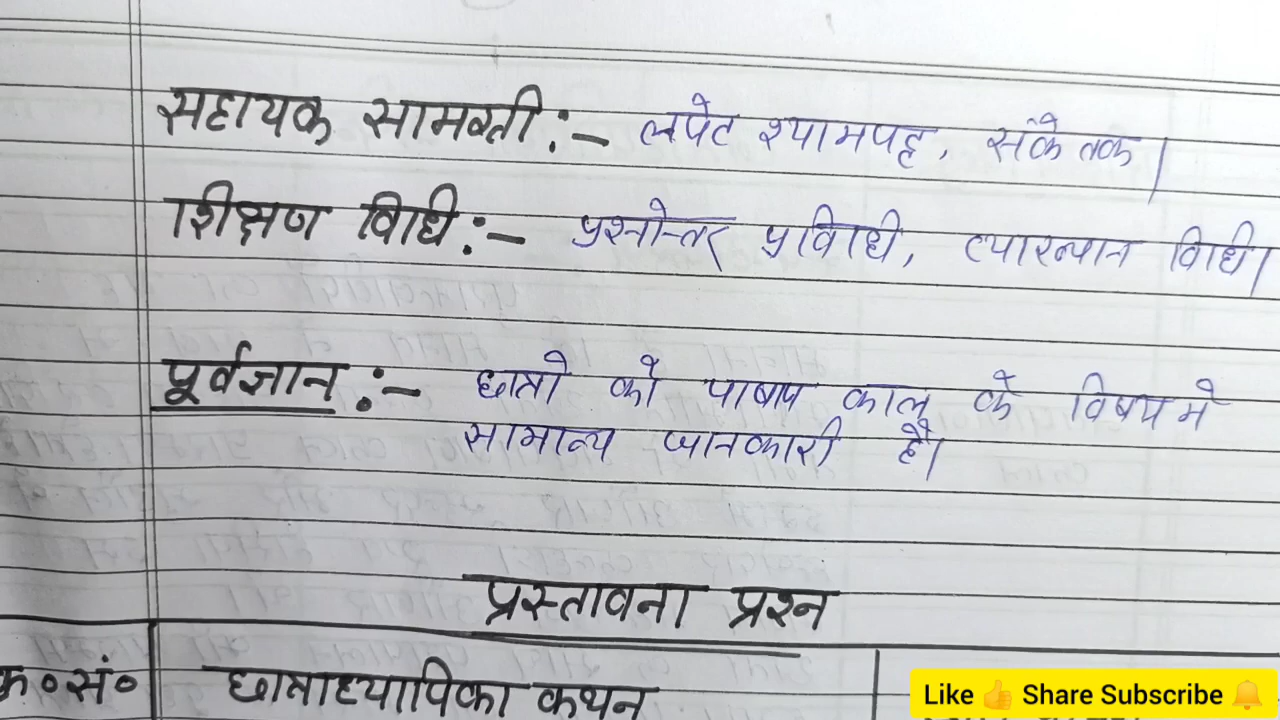 सहायक सामग्री :- लपेट श्यामपट्ट, संकेतक।
शिक्षण विधि :- प्रश्नोत्तर प्रविधि, व्याख्यान विधि।
पूर्वज्ञान :- छात्रो को पाषाण काल के विषय मे
सामान्य जानकारी है।
प्रस्तावना प्रश्न
क्र०सं० छात्राध्यापिका कथन
Like 👍 Share Subscribe 🔔